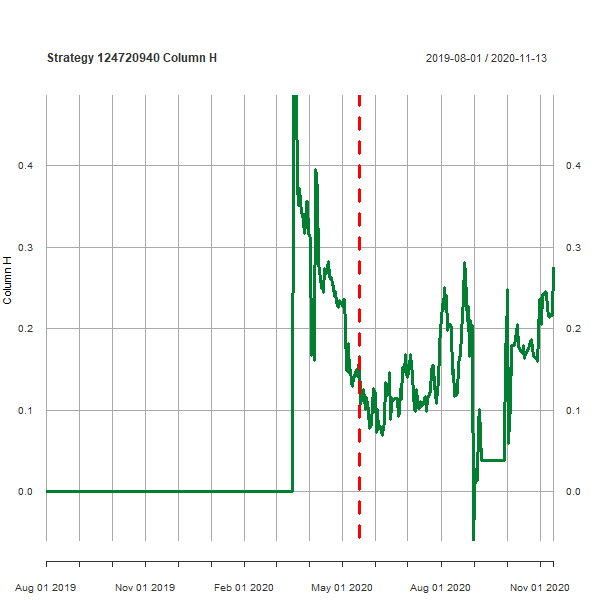 Strategy 124720940 Column H
2019-08-01 / 2020-11-13
0.4 0.4
0.3 0.3
Column H
0.2 0.2
0.1 0.1
0.0 0.0
Aug 01 2019 Nov 01 2019 Feb 01 2020 May 01 2020 Aug 01 2020 Nov 01 2020